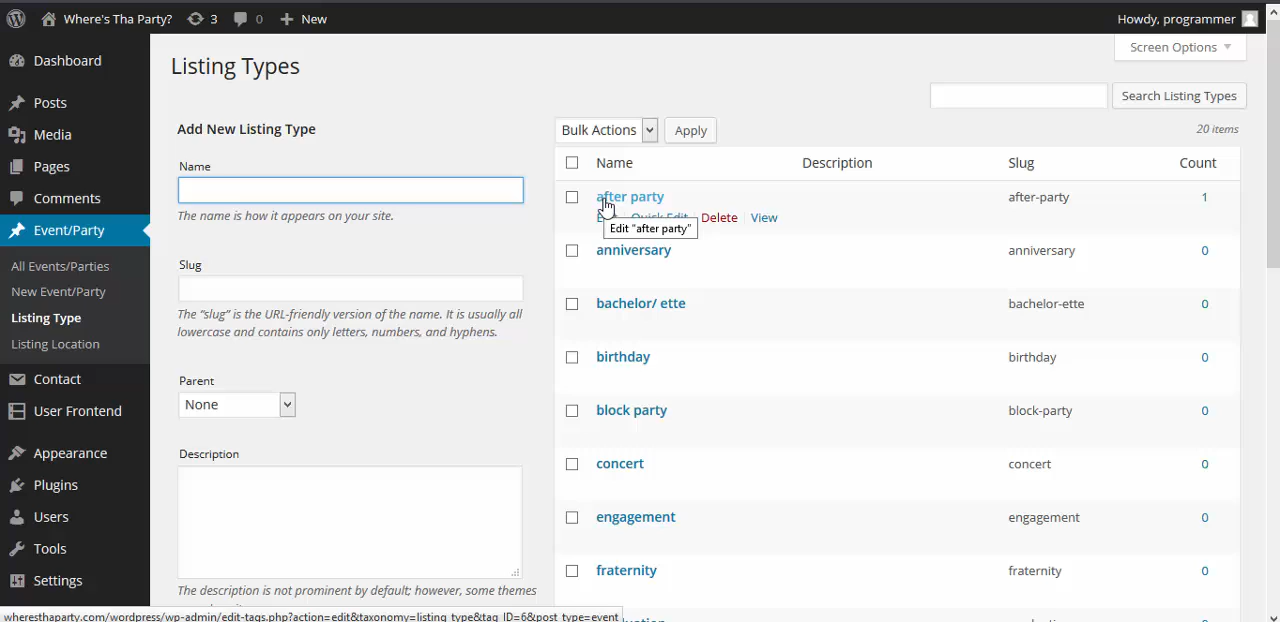 Where's Tha Party? 3 0 New Howdy, programmer
Screen Options
Dashboard
Posts
Media
Pages
Comments
Event/Party
All Events/Parties
New Event/Party
Listing Type
Listing Location
Contact
User Frontend
Appearance
Plugins
Users
Tools
Settings
Listing Types
Search Listing Types
Add New Listing Type
Name
The name is how it appears on your site.
Slug
The “slug” is the URL-friendly version of the name. It is usually all
lowercase and contains only letters, numbers, and hyphens.
Parent
None
Description
The description is not prominent by default; however, some themes
Bulk Actions Apply 20 items
Name Description Slug Count
after party after-party 1
Quick Edit Delete View
Edit “after party”
anniversary anniversary 0
bachelor/ ette bachelor-ette 0
birthday birthday 0
block party block-party 0
concert concert 0
engagement engagement 0
fraternity fraternity 0
wheresthaparty.com/wordpress/wp-admin/edit-tags.php?action=edit&taxonomy=listing_type&tag_ID=6&post_type=event